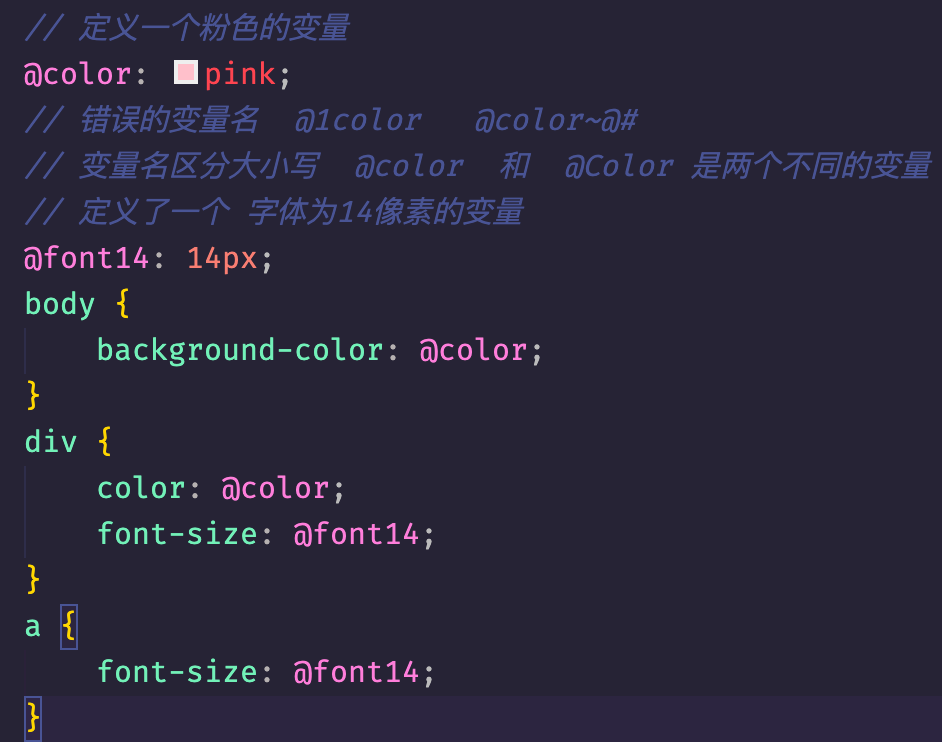 // 定义一个粉色的变量
@color: pink;
// 错误的变量名  @1color   @color~@#
// 变量名区分大小写  @color  和  @Color 是两个不同的变量
// 定义了一个 字体为14像素的变量
@font14: 14px;
body {
    background-color: @color;
}
div {
    color: @color;
    font-size: @font14;
}
a {
    font-size: @font14;
}